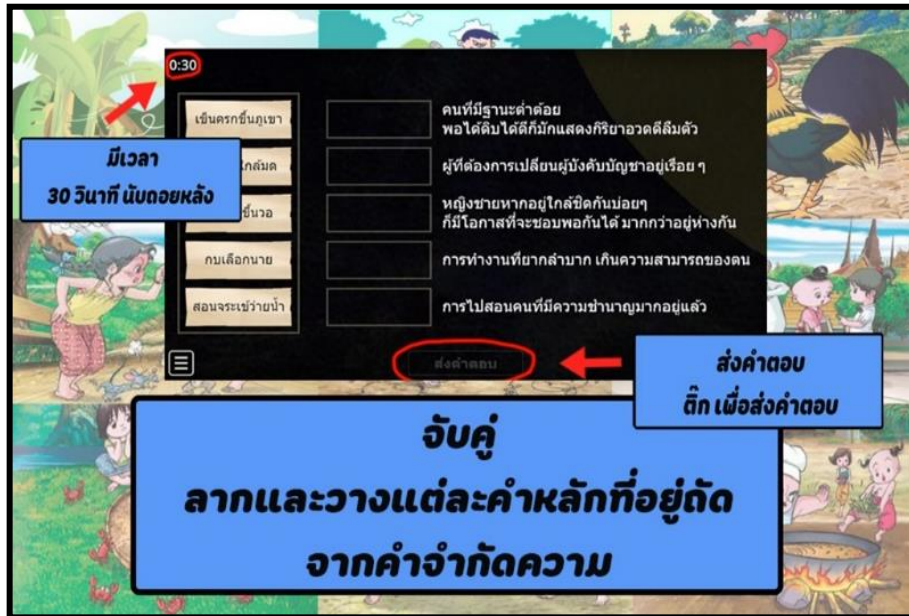 0:30
เข็นครกขึ้นภูเขา
คนที่มีฐานะต่ำต้อย
พอได้ดิบได้ดีก็มักแสดงกิริยาอวดดีลืมตัว
มีเวลา
30 วินาที นับถอยหลัง
ใกล้มด
ผู้ที่ต้องการเปลี่ยนผู้บังคับบัญชาอยู่เรื่อย ๆ
ขึ้นวอ
หญิงชายหากอยู่ใกล้ชิดกันบ่อยๆ
ก็มีโอกาสที่จะชอบพอกันได้ มากกว่าอยู่ห่างกัน
กบเลือกนาย
การทำงานที่ยากลำบาก เกินความสามารถของตน
สอนจระเข้ว่ายน้ำ
การไปสอนคนที่มีความชำนาญมากอยู่แล้ว
ส่งคำตอบ
ส่งคำตอบ
ติ๊ก เพื่อส่งคำตอบ
จับคู่
ลากและวางแต่ละคำหลักที่อยู่ถัด
จากคำจำกัดความ